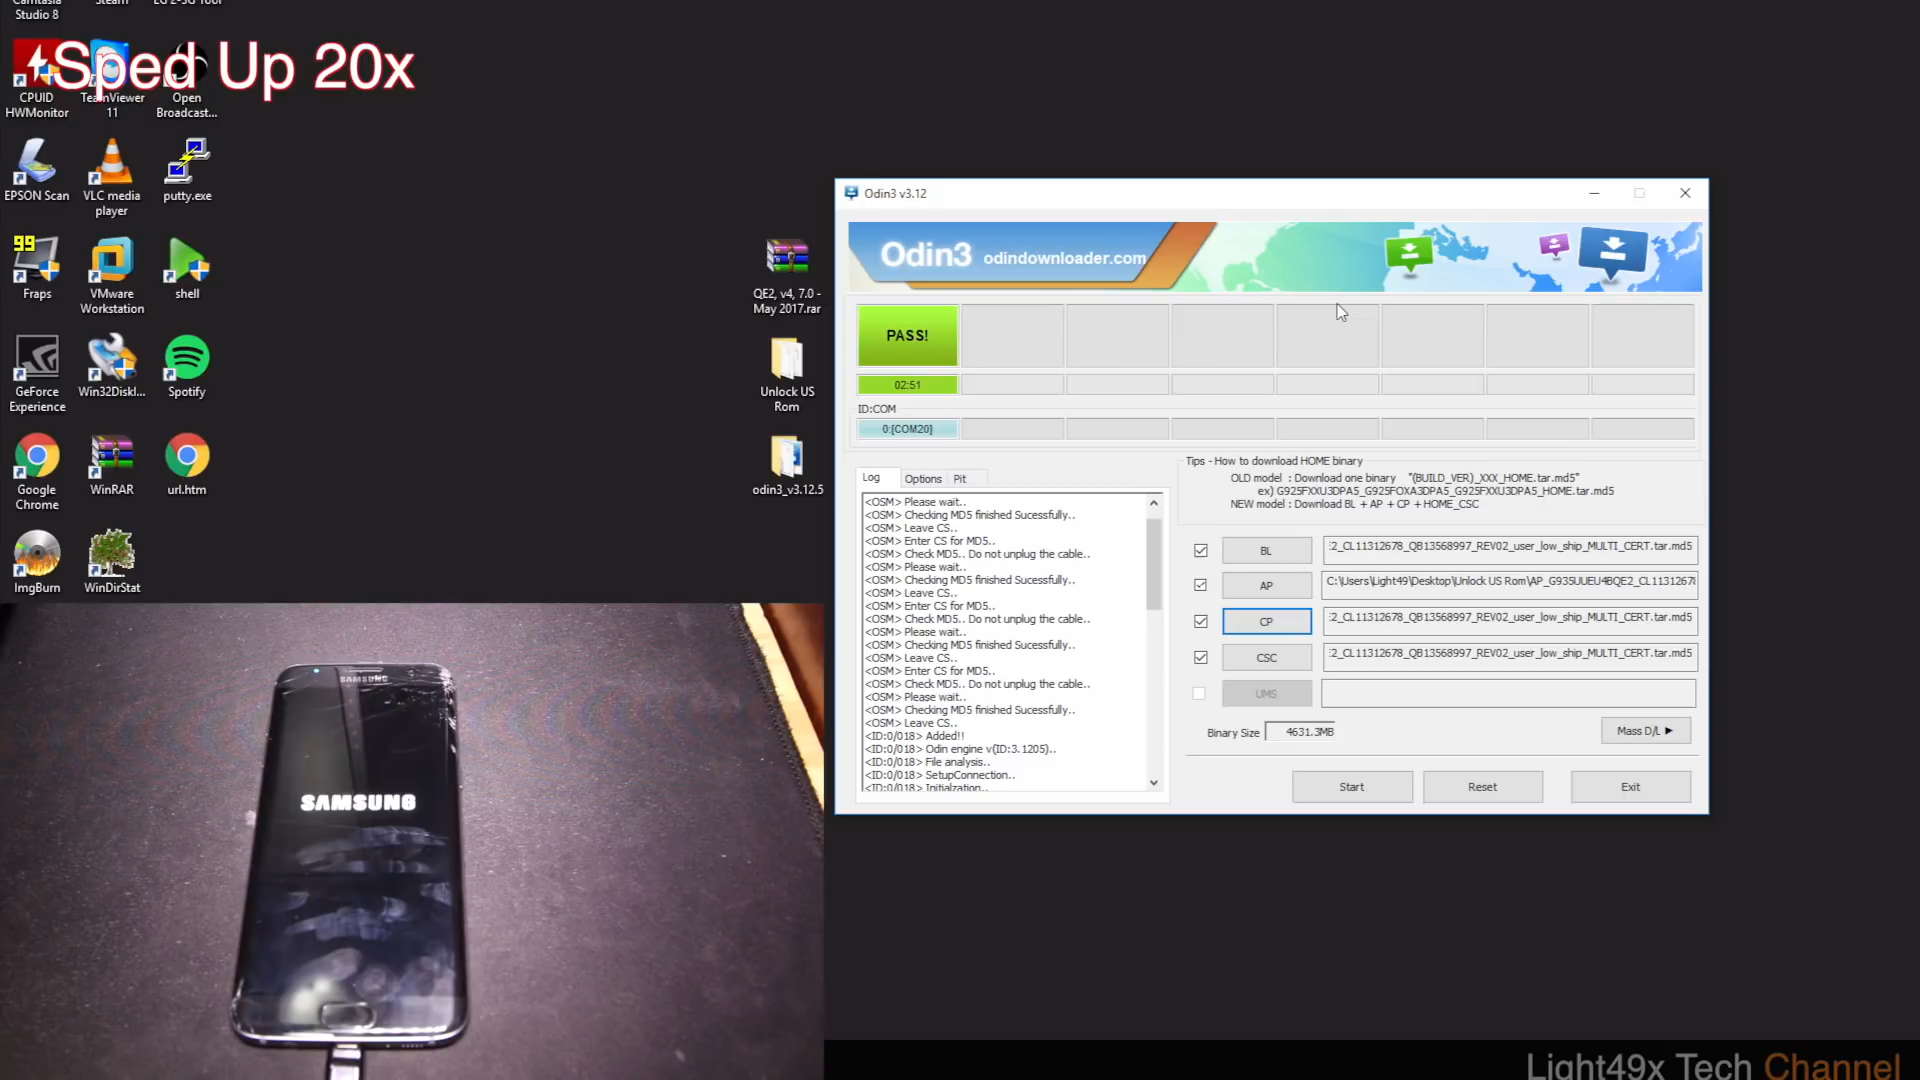 Studio 8
Steam
Sped Up 20x
CPUID
HWMonitor
TeamViewer
11
Open
Broadcast...
EPSON Scan
VLC media
player
putty.exe
99
Fraps
VMware
Workstation
shell
GeForce
Experience
Win32DiskI...
Spotify
Google
Chrome
WinRAR
url.htm
ImgBurn
WinDirStat
QE2, v4, 7.0 -
May 2017.rar
Unlock US
Rom
odin3_v3.12.5
SAMSUNG
SAMSUNG
Odin3 v3.12
Odin3 odindownloader.com
PASS!
02:51
ID:COM
0:[COM20]
Log Options Pit
<OSM> Please wait..
<OSM> Checking MD5 finished Sucessfully..
<OSM> Leave CS..
<OSM> Enter CS for MD5..
<OSM> Check MD5.. Do not unplug the cable..
<OSM> Please wait..
<OSM> Checking MD5 finished Sucessfully..
<OSM> Leave CS..
<OSM> Enter CS for MD5..
<OSM> Check MD5.. Do not unplug the cable..
<OSM> Please wait..
<OSM> Checking MD5 finished Sucessfully..
<OSM> Leave CS..
<OSM> Enter CS for MD5..
<OSM> Check MD5.. Do not unplug the cable..
<OSM> Please wait..
<OSM> Checking MD5 finished Sucessfully..
<OSM> Leave CS..
<ID:0/018> Added!!
<ID:0/018> Odin engine v(ID:3.1205)..
<ID:0/018> File analysis..
<ID:0/018> SetupConnection..
<ID:0/018> Initialzation..
Tips - How to download HOME binary
OLD model : Download one binary "(BUILD_VER)_XXX_HOME.tar.md5"
ex) G925FXXU3DPA5_G925FOXA3DPA5_G925FXXU3DPA5_HOME.tar.md5
NEW model : Download BL + AP + CP + HOME_CSC
BL :2_CL11312678_QB13568997_REV02_user_low_ship_MULTI_CERT.tar.md5
AP C:\Users\Light49\Desktop\Unlock US Rom\AP_G935UUEU4BQE2_CL11312678
CP :2_CL11312678_QB13568997_REV02_user_low_ship_MULTI_CERT.tar.md5
CSC :2_CL11312678_QB13568997_REV02_user_low_ship_MULTI_CERT.tar.md5
UMS
Binary Size 4631.3MB
Mass D/L
Start Reset Exit
Light49x Tech Channel